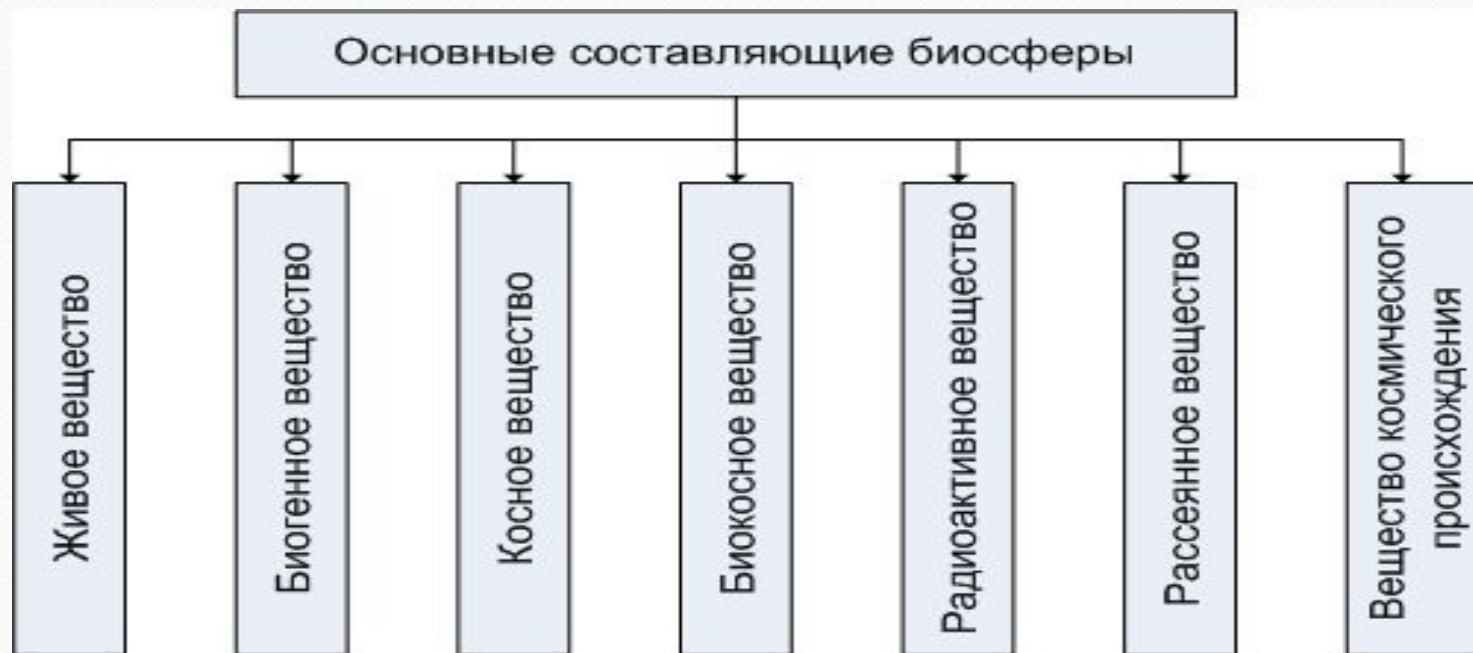 Основные составляющие биосферы
Живое вещество
Биогенное вещество
Косное вещество
Биокосное вещество
Радиоактивное вещество
Рассеянное вещество
Вещество космического
происхождения